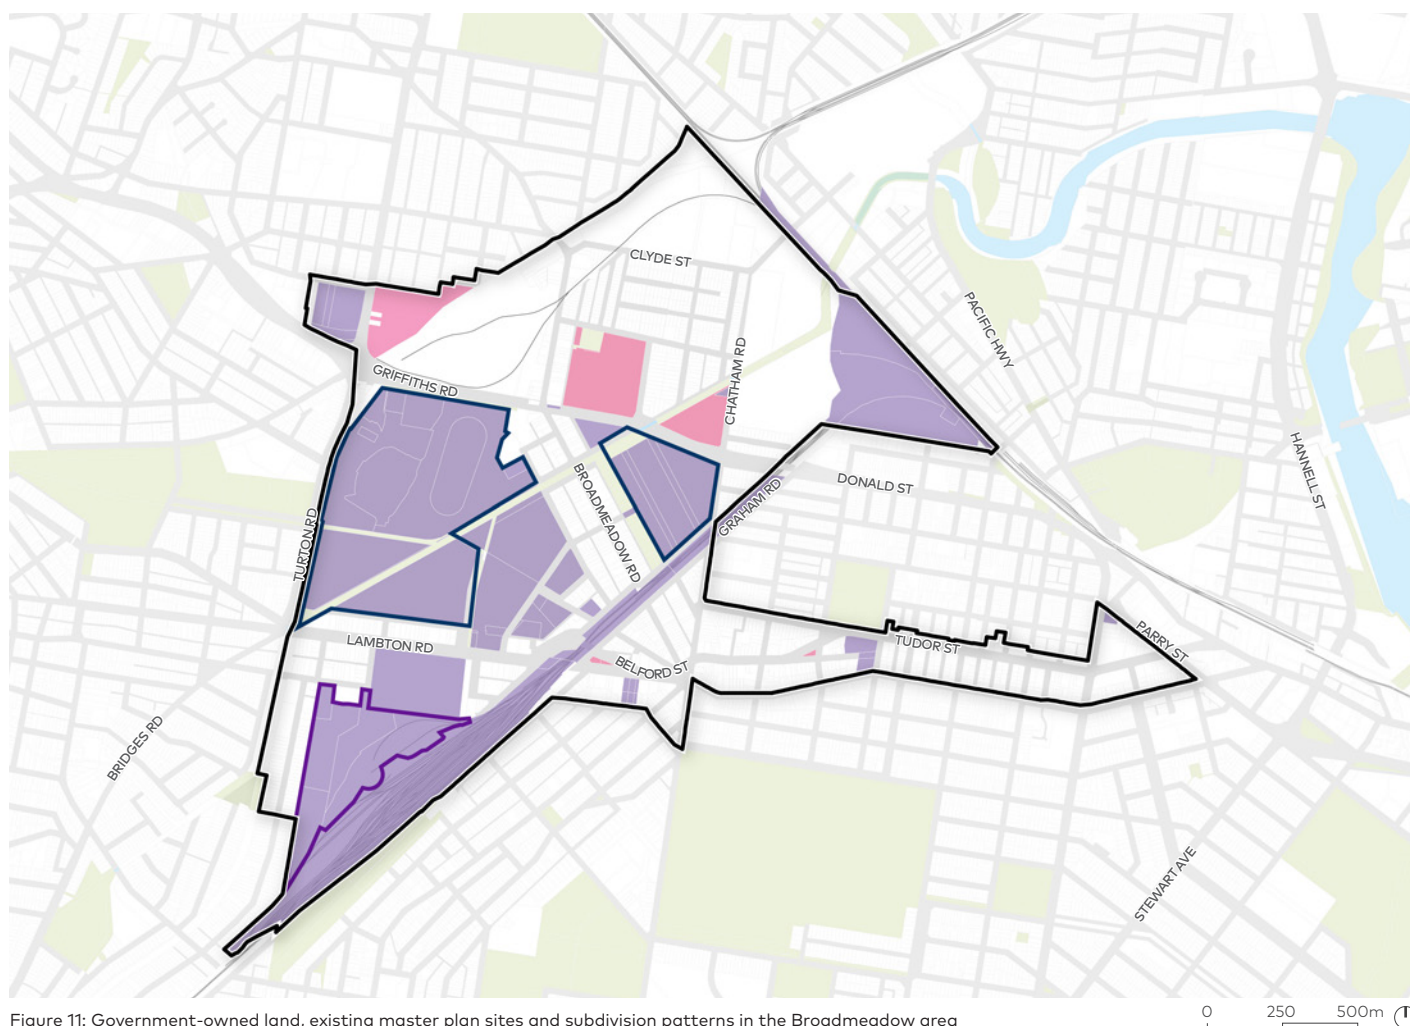 CLYDE ST
PACIFIC HWY
CHATHAM RD
GRIFFITHS RD
HANNELL ST
BROADMEADOW RD
DONALD ST
GRAHAM RD
TURTON RD
LAMBTON RD
TUDOR ST
PARRY ST
BELFORD ST
BRIDGES RD
STEWART AVE
0 250 500m
Figure 11: Government-owned land, existing master plan sites and subdivision patterns in the Broadmeadow area